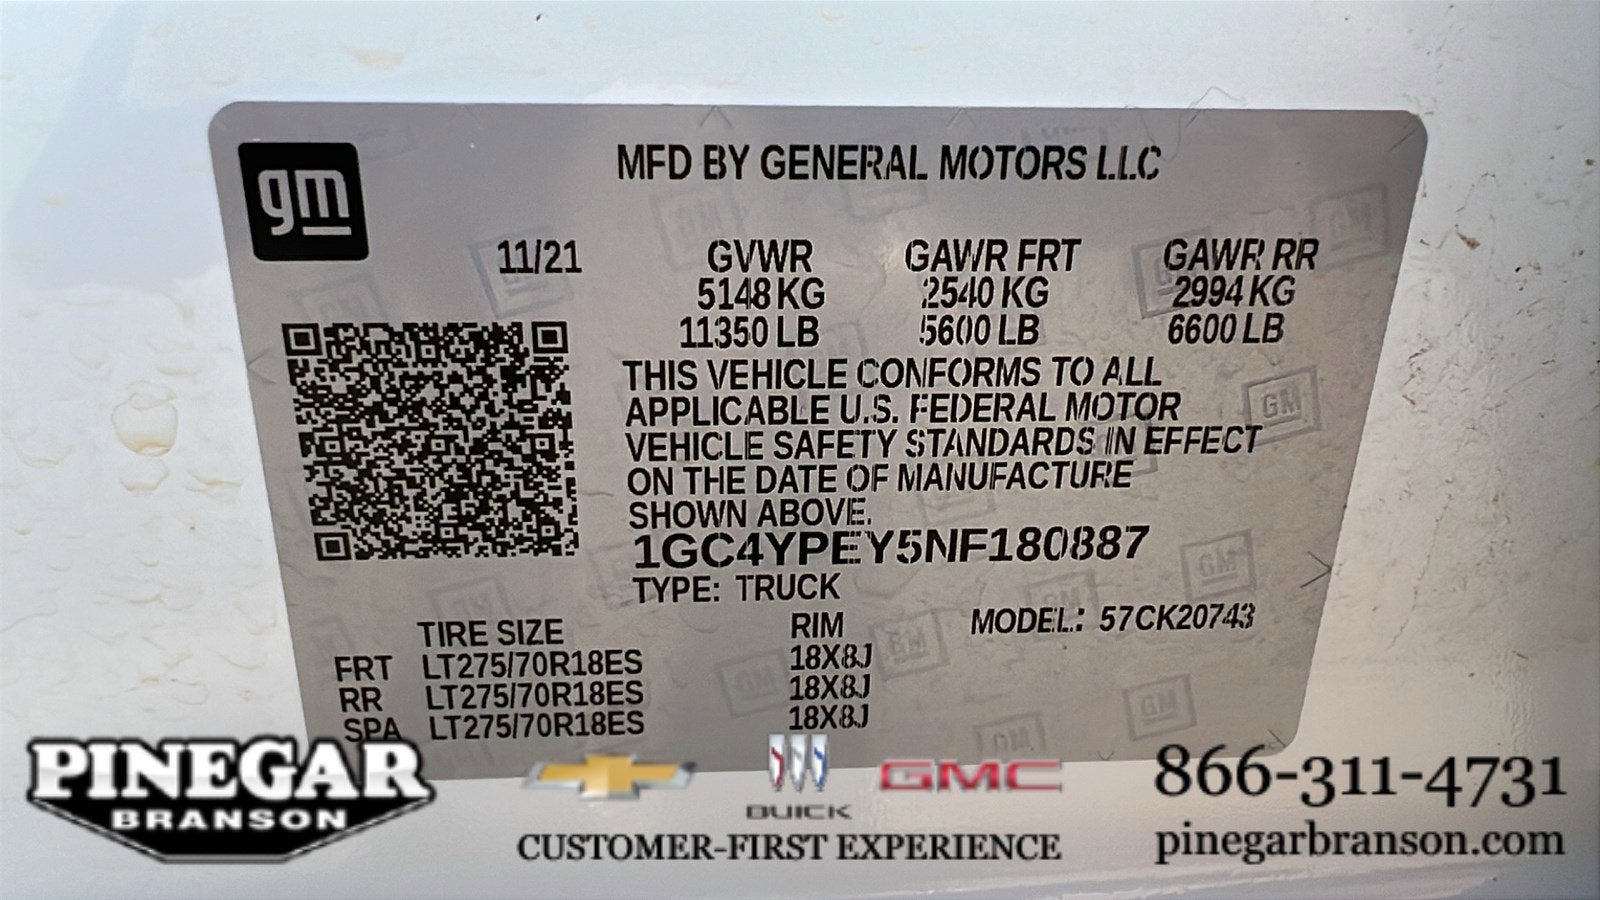 gm
MFD BY GENERAL MOTORS LLC
11/21 GVWR GAWR FRT GAWR RR
5148 KG 2540 KG 2994 KG
11350 LB 5600 LB 6600 LB
THIS VEHICLE CONFORMS TO ALL
APPLICABLE U.S. FEDERAL MOTOR
VEHICLE SAFETY STANDARDS IN EFFECT
ON THE DATE OF MANUFACTURE
SHOWN ABOVE.
1GC4YPEY5NF180887
TYPE: TRUCK
TIRE SIZE RIM MODEL: 57CK20743
FRT LT275/70R18ES 18X8J
RR LT275/70R18ES 18X8J
SPA LT275/70R18ES 18X8J
PINEGAR
BRANSON
BUICK
GMC
CUSTOMER-FIRST EXPERIENCE
866-311-4731
pinegarbranson.com